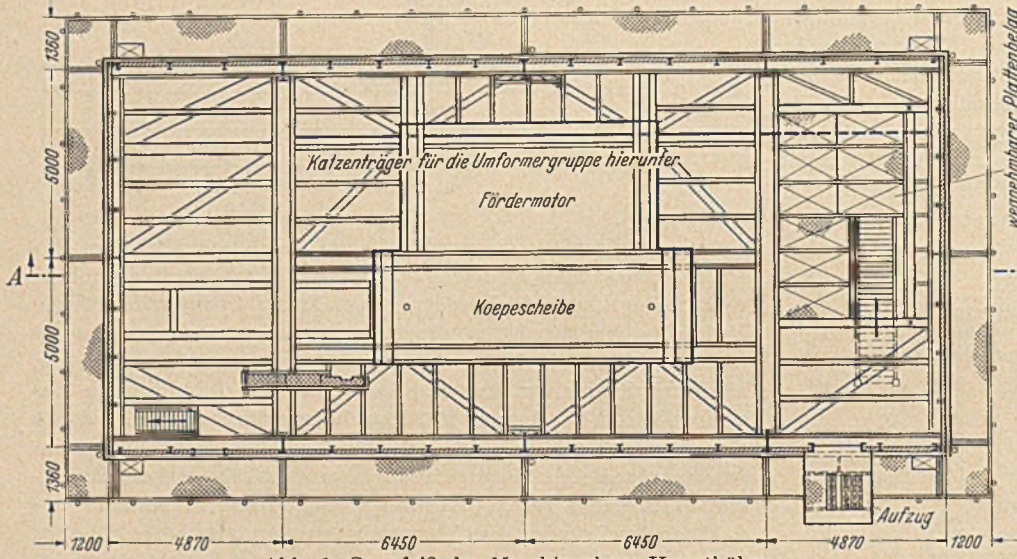 1360
5000
5000
1360
Katzenträger für die Umformergruppe hierunter
Fördermotor
Koepescheibe
A
wegnehmbarer Plattenbelag
Aufzug
1200 4870 6450 6450 4870 1200